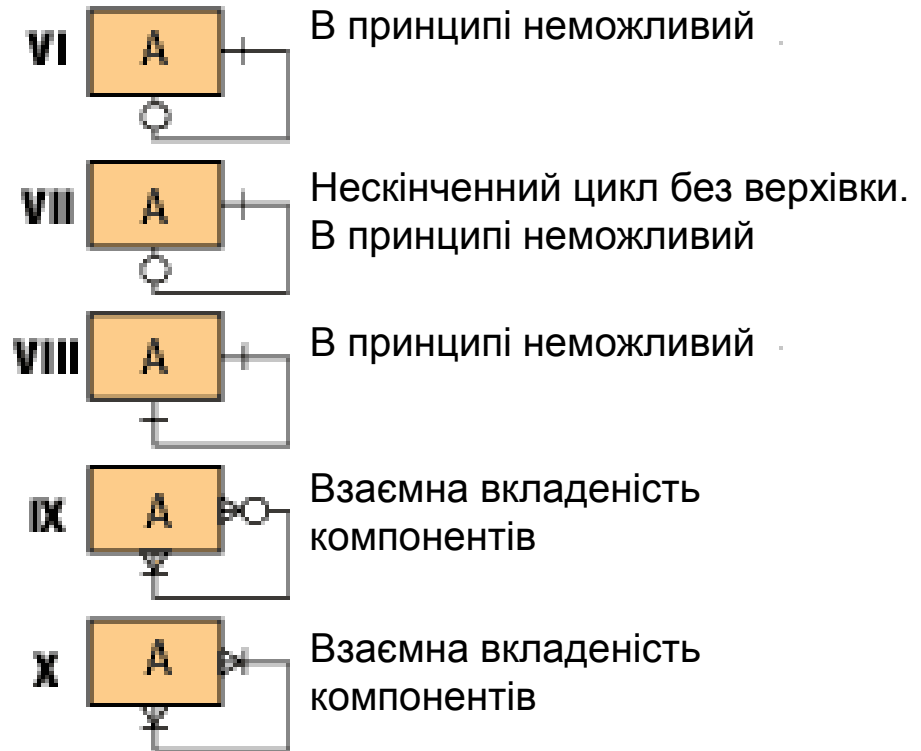 VI A В принципі неможливий
VII A Нескінченний цикл без верхівки.
В принципі неможливий
VIII A В принципі неможливий
IX A Взаємна вкладеність
компонентів
X A Взаємна вкладеність
компонентів